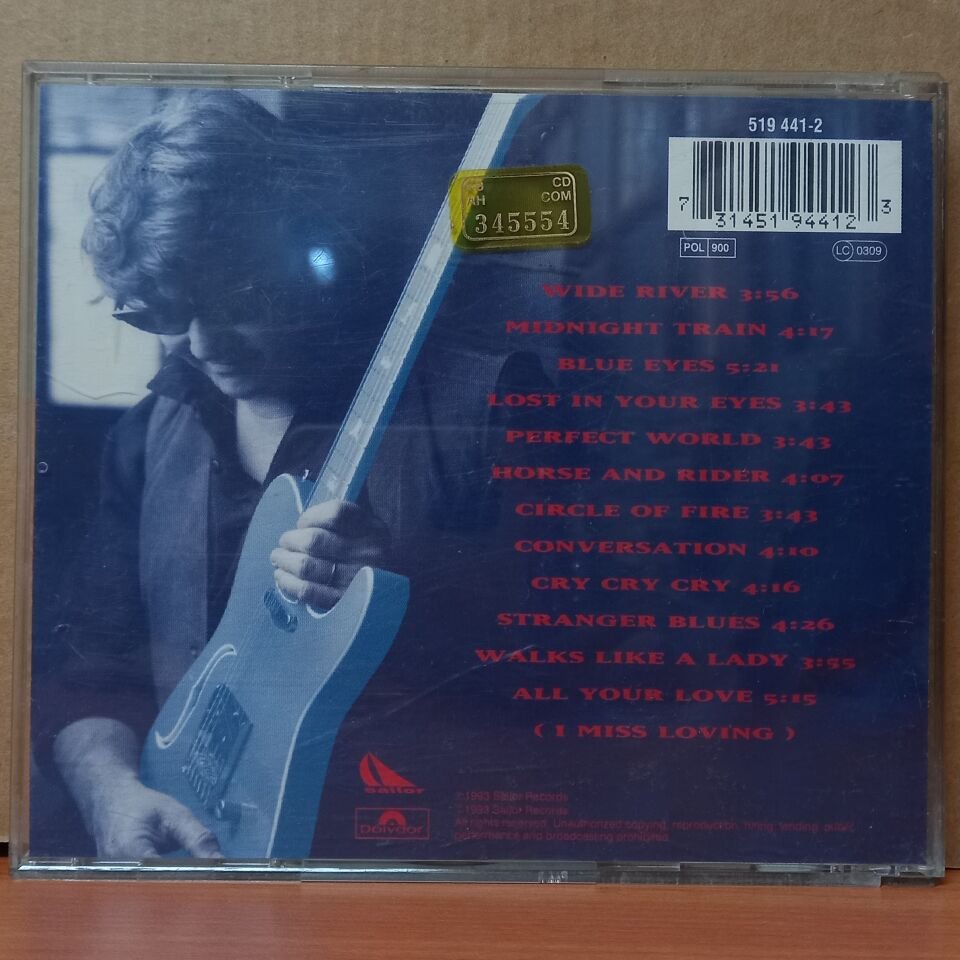 519 441-2
CD
AH COM
345554
7 31451 94412 3
POL 900
LC 0309
WIDE RIVER 3:56
MIDNIGHT TRAIN 4:17
BLUE EYES 5:21
LOST IN YOUR EYES 3:43
PERFECT WORLD 3:43
HORSE AND RIDER 4:07
CIRCLE OF FIRE 3:43
CONVERSATION 4:10
CRY CRY CRY 4:16
STRANGER BLUES 4:26
WALKS LIKE A LADY 3:55
ALL YOUR LOVE 5:15
( I MISS LOVING )
sailor
Polydor
℗1993 Sailor Records
©1993 Sailor Records
All rights reserved. Unauthorized copying, reproduction, hiring, lending, public
performance and broadcasting prohibited.